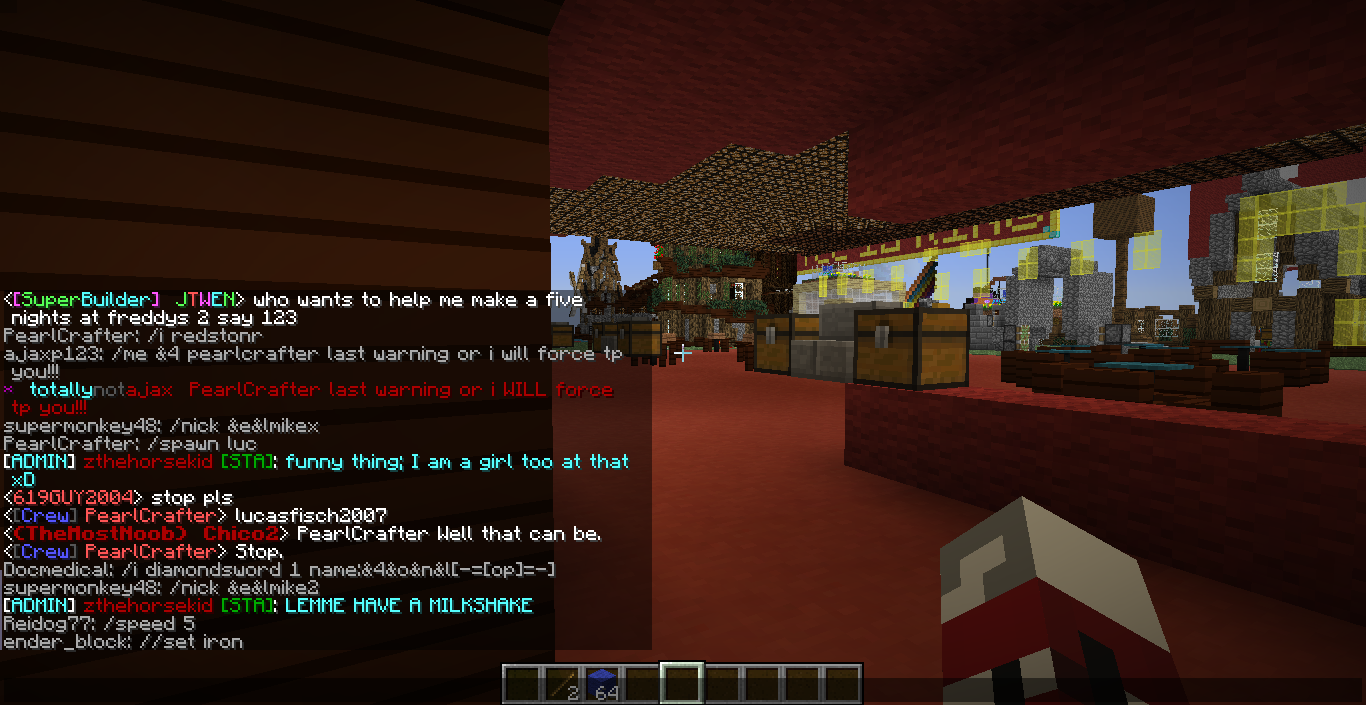 <[SuperBuilder] JTWEN> who wants to help me make a five
nights at freddys 2 say 123
PearlCrafter: /i redstonr
ajaxp123: /me &4 pearlcrafter last warning or i will force tp
you!!!
* totallynotajax PearlCrafter last warning or i WILL force
tp you!!!
supermonkey48: /nick &e&lmikex
PearlCrafter: /spawn luc
[ADMIN] zthehorsekid [STA]: funny thing; I am a girl too at that
xD
<619GUY2004> stop pls
<[Crew] PearlCrafter> lucasfisch2007
<(TheMostNoob) Chico2> PearlCrafter Well that can be.
<[Crew] PearlCrafter> Stop.
Docmedical: /i diamondsword 1 name:&4&o&n&l[-=[op]=-]
supermonkey48: /nick &e&lmike2
[ADMIN] zthehorsekid [STA]: LEMME HAVE A MILKSHAKE
Reidog77: /speed 5
ender_block: //set iron
2 64